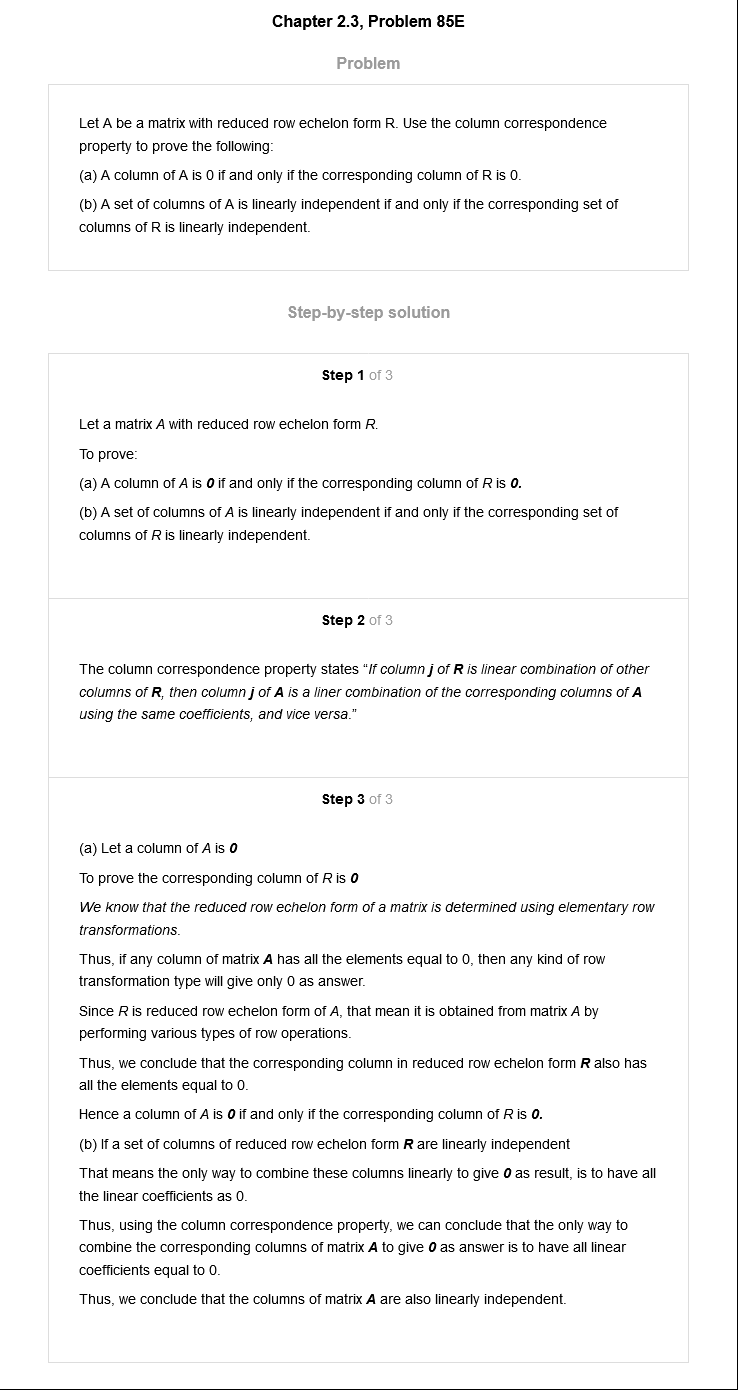 Chapter 2.3, Problem 85E
Problem
Let A be a matrix with reduced row echelon form R. Use the column correspondence
property to prove the following:
(a) A column of A is 0 if and only if the corresponding column of R is 0.
(b) A set of columns of A is linearly independent if and only if the corresponding set of
columns of R is linearly independent.
Step-by-step solution
Step 1 of 3
Let a matrix A with reduced row echelon form R.
To prove:
(a) A column of A is 0 if and only if the corresponding column of R is 0.
(b) A set of columns of A is linearly independent if and only if the corresponding set of
columns of R is linearly independent.
Step 2 of 3
The column correspondence property states “If column j of R is linear combination of other
columns of R, then column j of A is a liner combination of the corresponding columns of A
using the same coefficients, and vice versa.”
Step 3 of 3
(a) Let a column of A is 0
To prove the corresponding column of R is 0
We know that the reduced row echelon form of a matrix is determined using elementary row
transformations.
Thus, if any column of matrix A has all the elements equal to 0, then any kind of row
transformation type will give only 0 as answer.
Since R is reduced row echelon form of A, that mean it is obtained from matrix A by
performing various types of row operations.
Thus, we conclude that the corresponding column in reduced row echelon form R also has
all the elements equal to 0.
Hence a column of A is 0 if and only if the corresponding column of R is 0.
(b) If a set of columns of reduced row echelon form R are linearly independent
That means the only way to combine these columns linearly to give 0 as result, is to have all
the linear coefficients as 0.
Thus, using the column correspondence property, we can conclude that the only way to
combine the corresponding columns of matrix A to give 0 as answer is to have all linear
coefficients equal to 0.
Thus, we conclude that the columns of matrix A are also linearly independent.